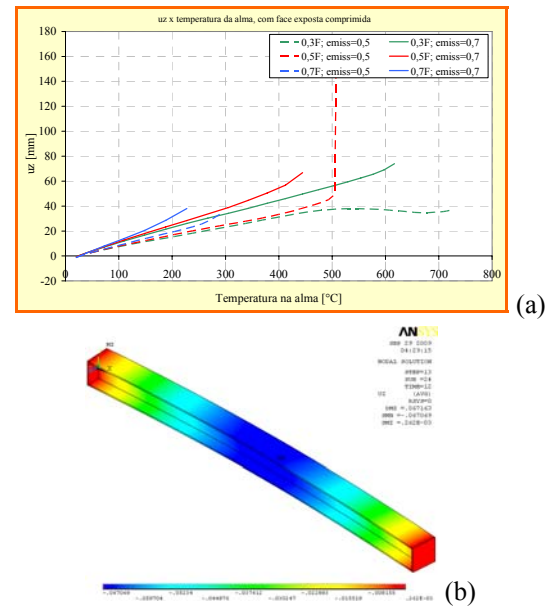 uz x temperatura da alma, com face exposta comprimida
180
160
140
120
100
80
60
40
20
0
-20
uz [mm]
0,3F; emiss=0,5
0,3F; emiss=0,7
0,5F; emiss=0,5
0,5F; emiss=0,7
0,7F; emiss=0,5
0,7F; emiss=0,7
0 100 200 300 400 500 600 700 800
Temperatura na alma [°C]
(a)
ANSYS
NODAL SOLUTION
STEP=13
SUB =24
TIME=12
UZ (AVG)
RSYS=0
(b)